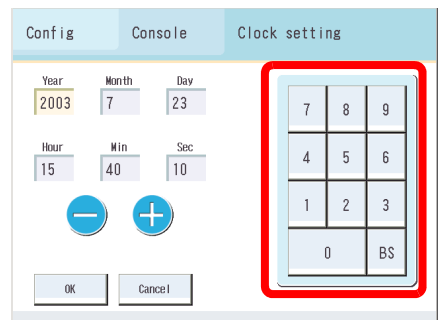 Config Console Clock setting
Year Month Day
2003 7 23
Hour Min Sec
15 40 10
OK Cancel
7 8 9
4 5 6
1 2 3
0 BS